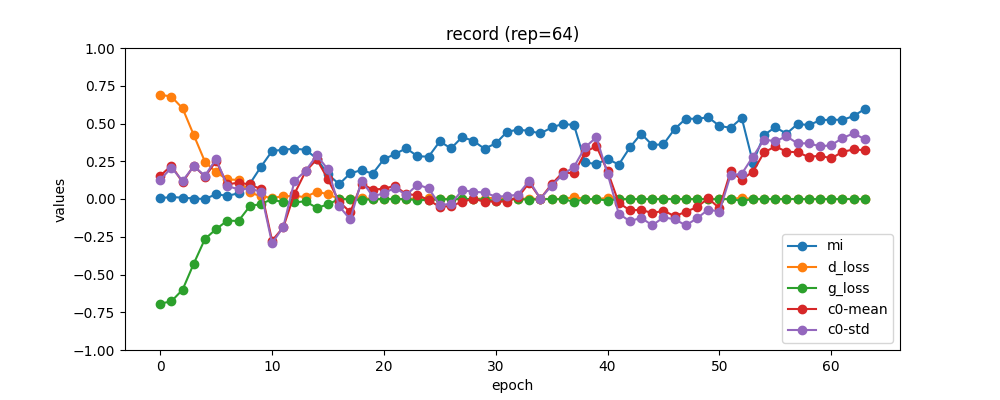 record (rep=64)
values
1.00
0.75
0.50
0.25
0.00
−0.25
−0.50
−0.75
−1.00
mi
d_loss
g_loss
c0-mean
c0-std
0 10 20 30 40 50 60
epoch